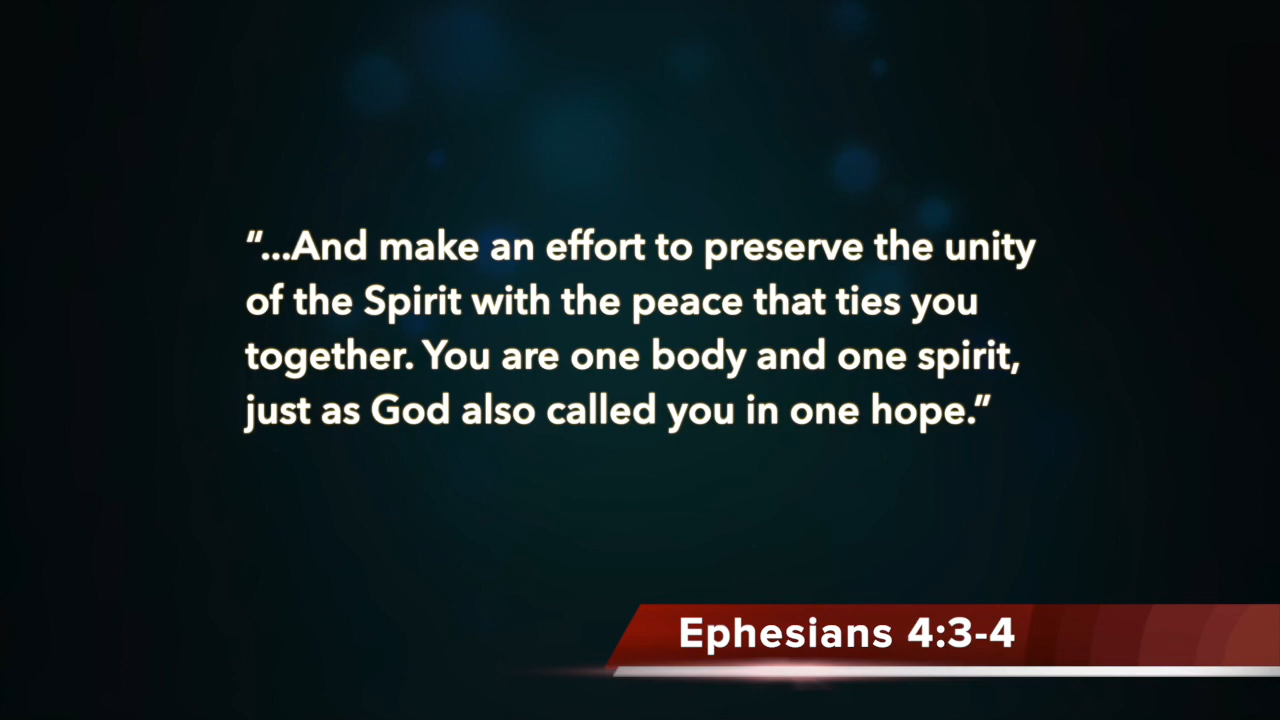 “...And make an effort to preserve the unity
of the Spirit with the peace that ties you
together. You are one body and one spirit,
just as God also called you in one hope.”
Ephesians 4:3-4